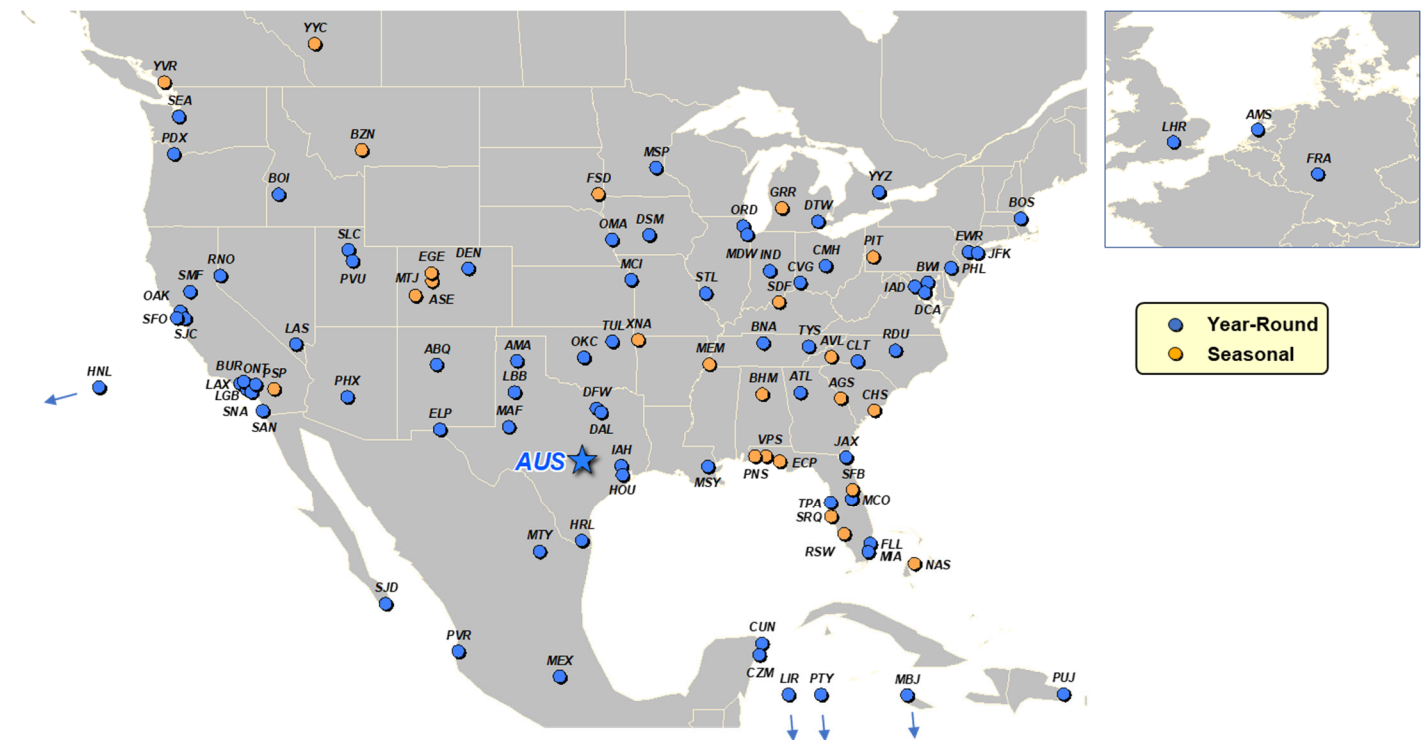 YYC
YVR
SEA
PDX
BZN
BOI
MSP
FSD
YYZ
GRR
DTW
ORD
BOS
OMA
DSM
MDW
IND
CMH
PIT
EWR
JFK
PHL
SLC
PVU
EGE
DEN
MTJ
ASE
RNO
SMF
OAK
SFO
SJC
MCI
STL
CVG
SDF
BWI
IAD
DCA
LAS
TUL
XNA
OKC
BNA
TYS
AVL
CLT
RDU
MEM
ABQ
AMA
LBB
HNL
BUR
ONT
PSP
LAX
LGB
SNA
SAN
PHX
ELP
MAF
DFW
DAL
BHM
ATL
AGS
CHS
AUS
IAH
HOU
MSY
VPS
PNS
ECP
JAX
SFB
MCO
TPA
SRQ
RSW
FLL
MIA
NAS
MTY
HRL
SJD
PVR
MEX
CUN
CZM
LIR
PTY
MBJ
PUJ
LHR
AMS
FRA
Year-Round
Seasonal